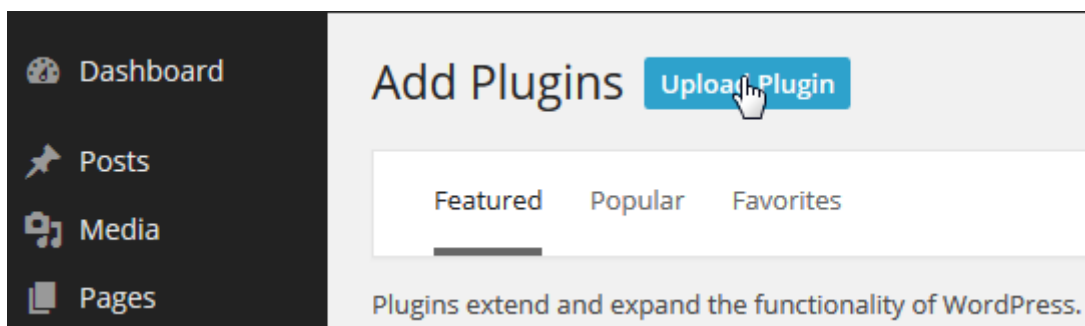 Dashboard
Posts
Media
Pages
Add Plugins
Upload Plugin
Featured Popular Favorites
Plugins extend and expand the functionality of WordPress.